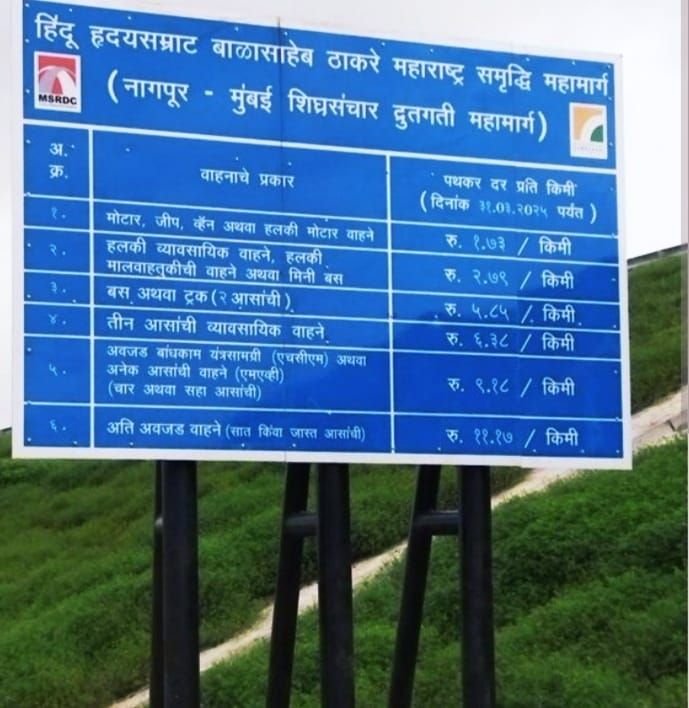 हिंदू हृदयसम्राट बाळासाहेब ठाकरे महाराष्ट्र समृद्धि महामार्ग
(नागपूर - मुंबई शिघ्रसंचार द्रुतगती महामार्ग)
MSRDC
अ. क्र. वाहनाचे प्रकार पथकर दर प्रति किमी
(दिनांक ३१.०३.२०२५ पर्यंत)
१. मोटार, जीप, व्हॅन अथवा हलकी मोटार वाहने रु. १.७३ / किमी
२. हलकी व्यावसायिक वाहने, हलकी
मालवाहतुकीची वाहने अथवा मिनी बस रु. २.७९ / किमी
३. बस अथवा ट्रक (२ आसांची). रु. ५.८५ / किमी
४. तीन आसांची व्यावसायिक वाहने रु. ६.३८ / किमी
५. अवजड बांधकाम यंत्रसामग्री (एचसीएम) अथवा
अनेक आसांची वाहने (एमएव्ही)
(चार अथवा सहा आसांची) रु. ९.१८ / किमी
६. अति अवजड वाहने (सात किंवा जास्त आसांची) रु. ११.१७ / किमी